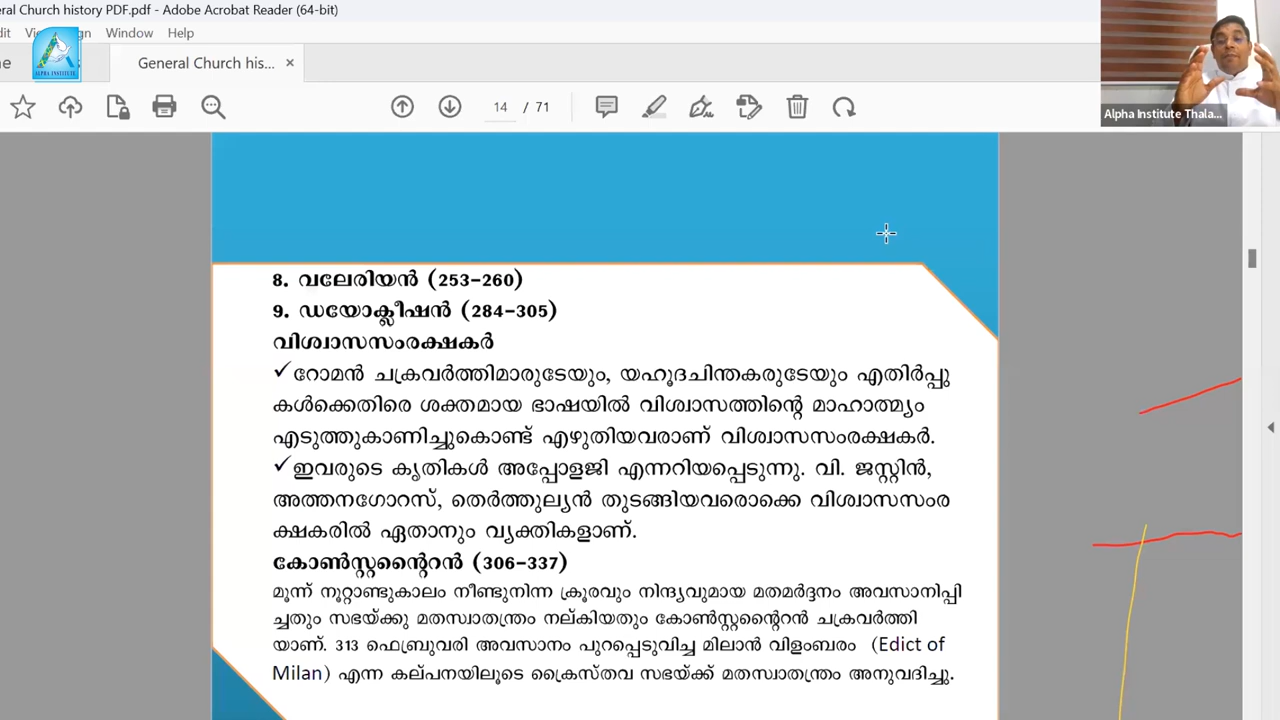 eral Church history PDF.pdf - Adobe Acrobat Reader (64-bit)
Window Help
ALPHA INSTITUTE
General Church his... ×
14 / 71
Alpha Institute Thala...
8. വലേരിയൻ (253-260)
9. ഡയോക്ലീഷൻ (284-305)
വിശ്വാസസംരക്ഷകർ
✓റോമൻ ചക്രവർത്തിമാരുടേയും, യഹൂദചിന്തകരുടേയും എതിർപ്പു
കൾക്കെതിരെ ശക്തമായ ഭാഷയിൽ വിശ്വാസത്തിന്റെ മാഹാത്മ്യം
എടുത്തുകാണിച്ചുകൊണ്ട് എഴുതിയവരാണ് വിശ്വാസസംരക്ഷകർ.
✓ഇവരുടെ കൃതികൾ അപ്പോളജി എന്നറിയപ്പെടുന്നു. വി. ജസ്റ്റിൻ,
അത്തനഗോറസ്, തെർത്തുല്യൻ തുടങ്ങിയവരൊക്കെ വിശ്വാസസംര
ക്ഷകരിൽ ഏതാനും വ്യക്തികളാണ്.
കോൺസ്റ്റന്റൈൻ (306-337)
മൂന്ന് നൂറ്റാണ്ടുകാലം നീണ്ടുനിന്ന ക്രൂരവും നിന്ദ്യവുമായ മതമർദ്ദനം അവസാനിപ്പി
ച്ചതും സഭയ്ക്കു മതസ്വാതന്ത്രം നല്കിയതും കോൺസ്റ്റന്റൈൻ ചക്രവർത്തി
യാണ്. 313 ഫെബ്രുവരി അവസാനം പുറപ്പെടുവിച്ച മിലാൻ വിളംബരം (Edict of
Milan) എന്ന കല്പനയിലൂടെ ക്രൈസ്തവ സഭയ്ക്ക് മതസ്വാതന്ത്രം അനുവദിച്ചു.